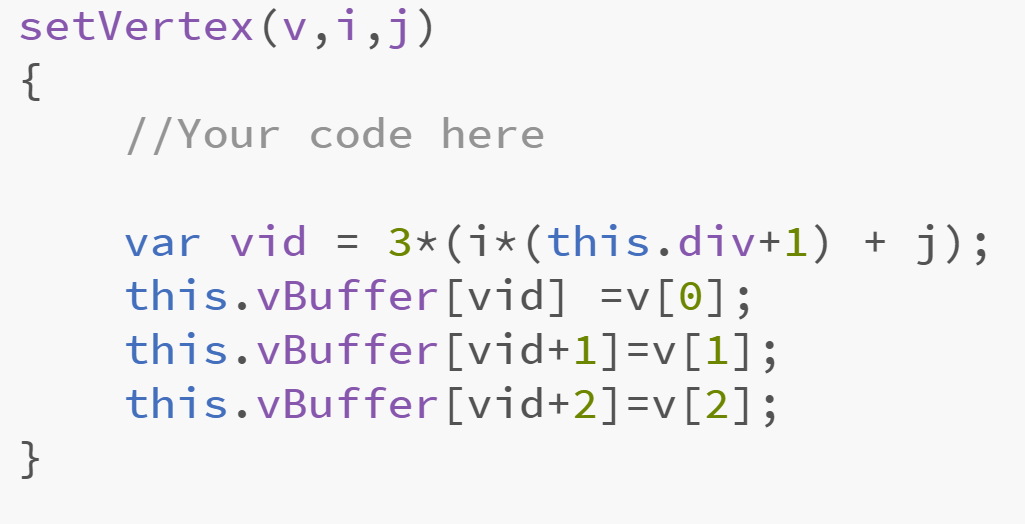 setVertex(v,i,j)
{
    //Your code here

    var vid = 3*(i*(this.div+1) + j);
    this.vBuffer[vid] =v[0];
    this.vBuffer[vid+1]=v[1];
    this.vBuffer[vid+2]=v[2];
}